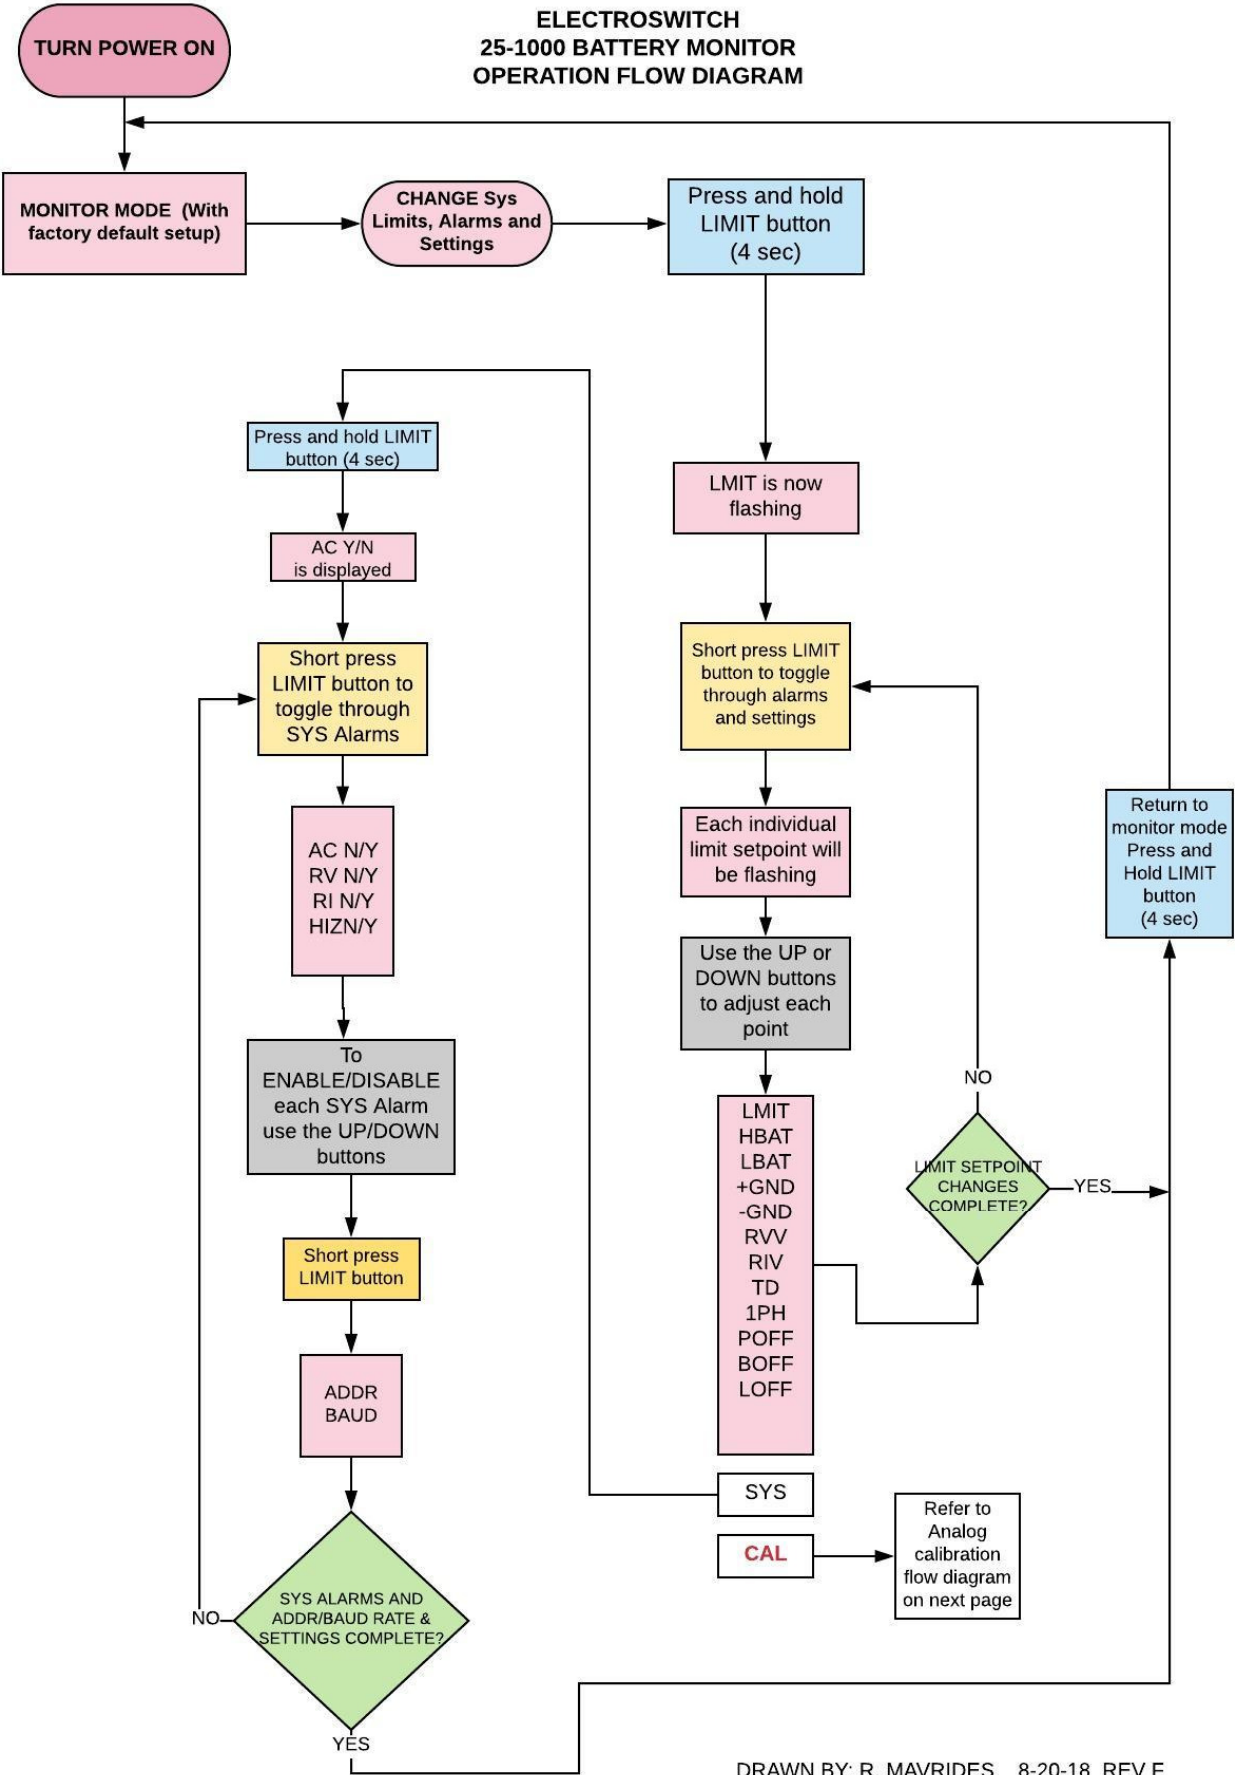 ELECTROSWITCH
25-1000 BATTERY MONITOR
OPERATION FLOW DIAGRAM
TURN POWER ON
MONITOR MODE (With
factory default setup)
CHANGE Sys
Limits, Alarms and
Settings
Press and hold
LIMIT button
(4 sec)
LMIT is now
flashing
Short press LIMIT
button to toggle
through alarms
and settings
Each individual
limit setpoint will
be flashing
Use the UP or
DOWN buttons
to adjust each
point
LMIT
HBAT
LBAT
+GND
-GND
RVV
RIV
TD
1PH
POFF
BOFF
LOFF
SYS
CAL
Refer to
Analog
calibration
flow diagram
on next page
NO
LIMIT SETPOINT
CHANGES
COMPLETE?
YES
Return to
monitor mode
Press and
Hold LIMIT
button
(4 sec)
Press and hold LIMIT
button (4 sec)
AC Y/N
is displayed
Short press
LIMIT button to
toggle through
SYS Alarms
AC N/Y
RV N/Y
RI N/Y
HIZN/Y
To
ENABLE/DISABLE
each SYS Alarm
use the UP/DOWN
buttons
Short press
LIMIT button
ADDR
BAUD
SYS ALARMS AND
ADDR/BAUD RATE &
SETTINGS COMPLETE?
NO
YES
DRAWN BY: R. MAVRIDES 8-20-18 REV F